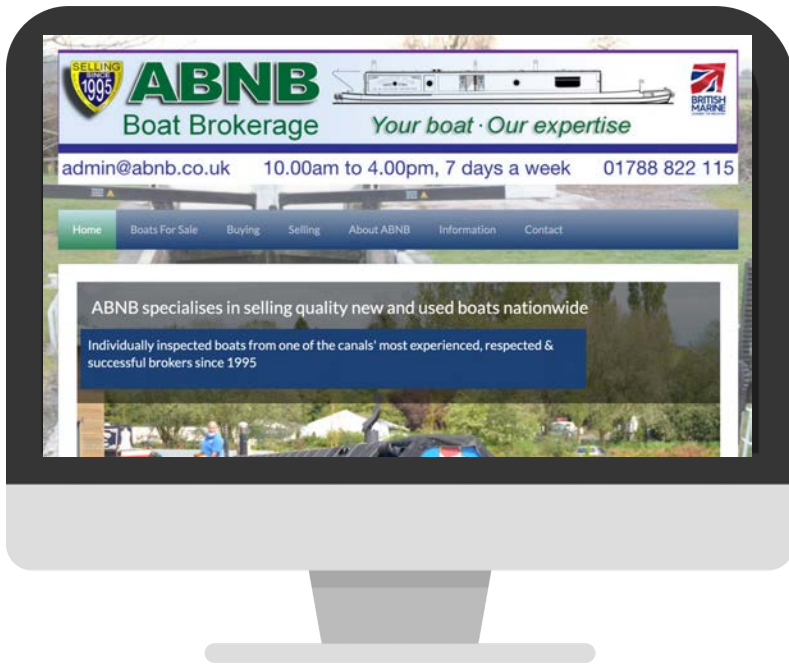 SELLING
SINCE
1995
ABNB
Boat Brokerage
Your boat · Our expertise
BRITISH
MARINE
admin@abnb.co.uk 10.00am to 4.00pm, 7 days a week 01788 822 115
Home Boats For Sale Buying Selling About ABNB Information Contact
ABNB specialises in selling quality new and used boats nationwide
Individually inspected boats from one of the canals' most experienced, respected &
successful brokers since 1995